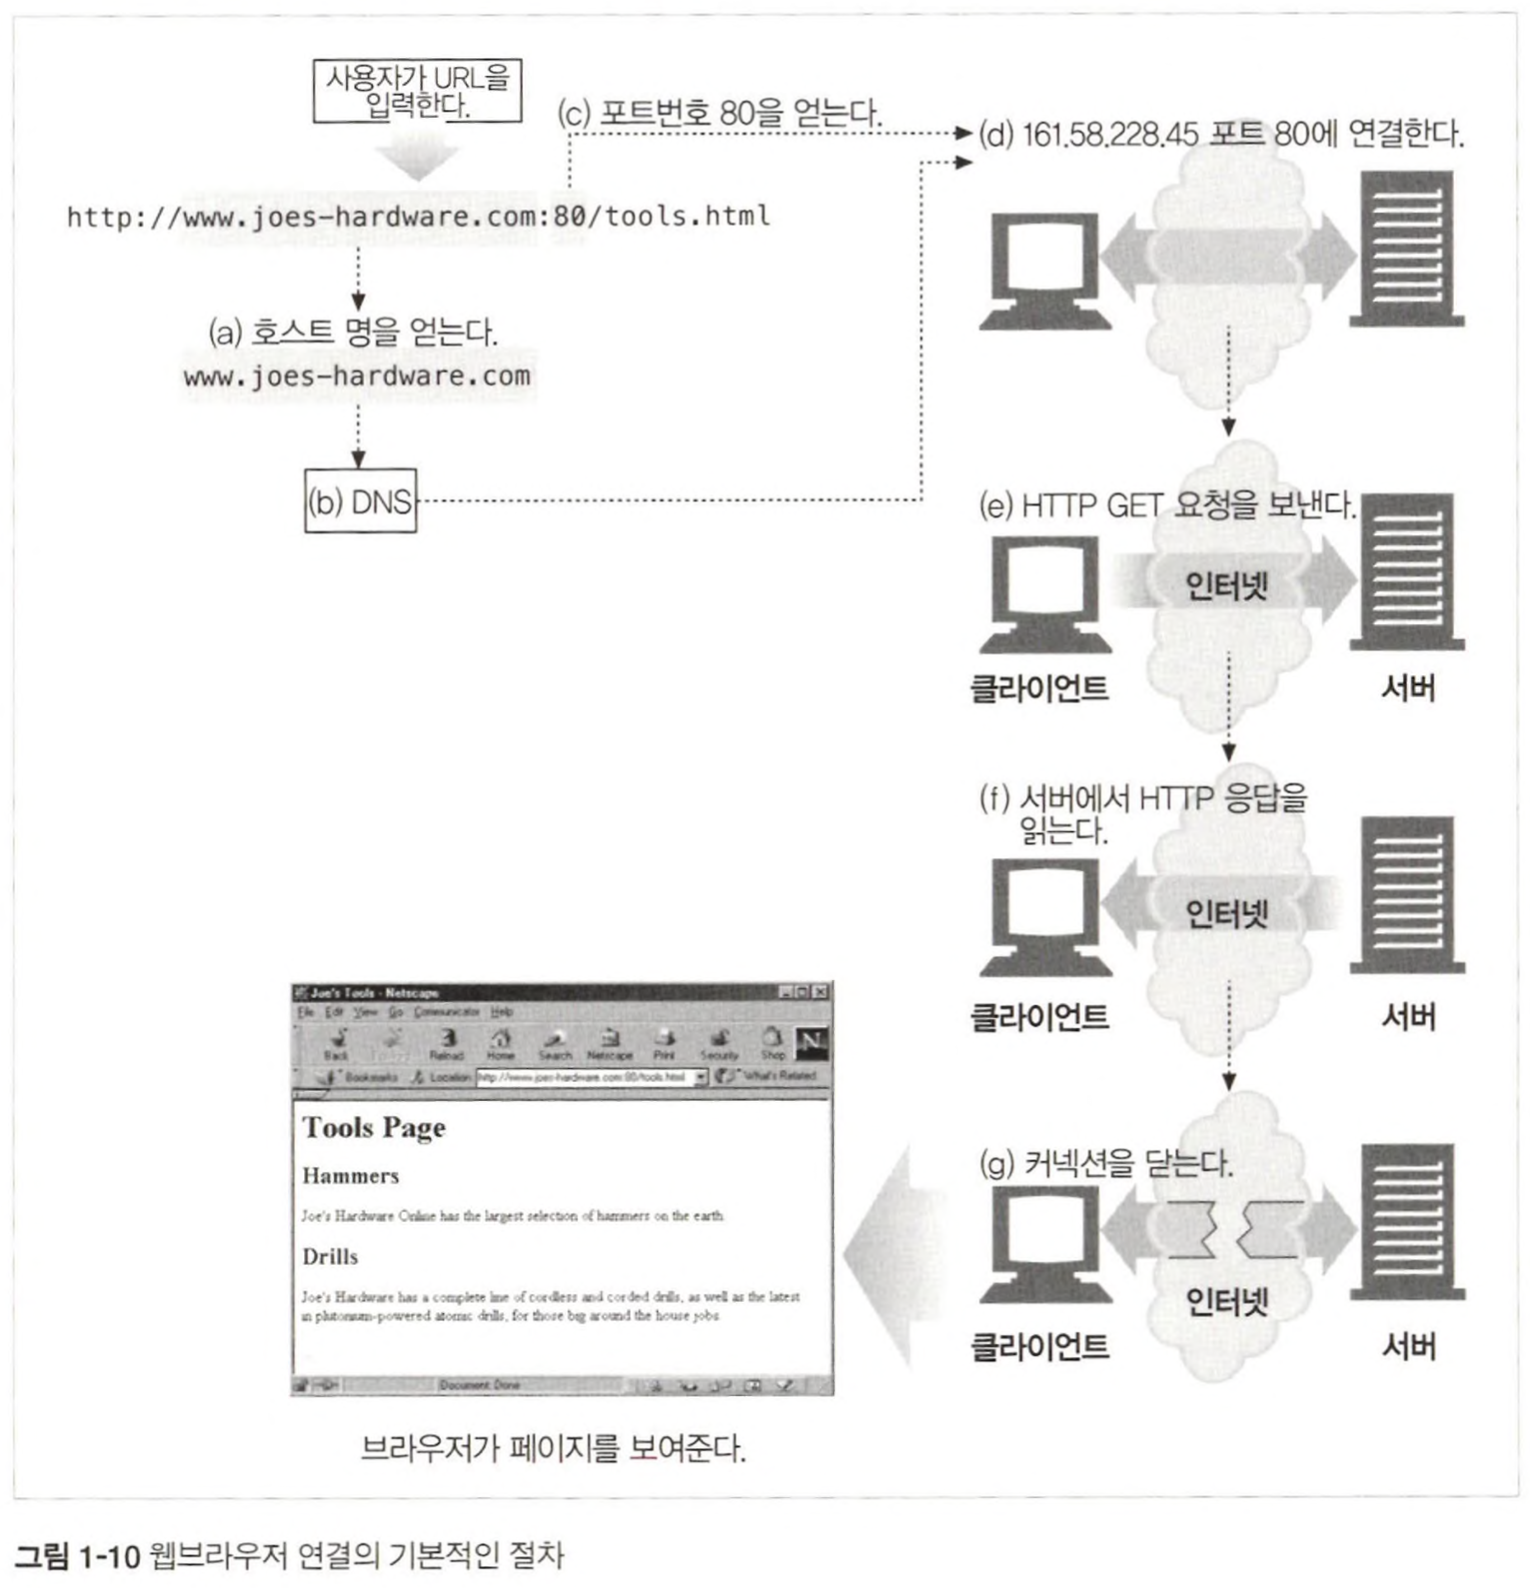 사용자가 URL을
입력한다.
(c) 포트번호 80을 얻는다.
(d) 161.58.228.45 포트 80에 연결한다.
http://www.joes-hardware.com:80/tools.html
(a) 호스트 명을 얻는다.
www.joes-hardware.com
(b) DNS
(e) HTTP GET 요청을 보낸다.
인터넷
클라이언트
서버
(f) 서버에서 HTTP 응답을
읽는다.
인터넷
클라이언트
서버
Joe's Tools - Netscape
File Edit View Go Communicator Help
Back
Reload Home Search Netscape Print Security Shop
N
Bookmarks Location http://www.joes-hardware.com:80/tools.html What's Related
Tools Page
Hammers
Joe's Hardware Online has the largest selection of hammers on the earth.
Drills
Joe's Hardware has a complete line of cordless and corded drills, as well as the latest
in plutonium-powered atomic drills, for those big around the house jobs
Document: Done
(g) 커넥션을 닫는다.
인터넷
클라이언트
서버
브라우저가 페이지를 보여준다.
그림 1-10 웹브라우저 연결의 기본적인 절차